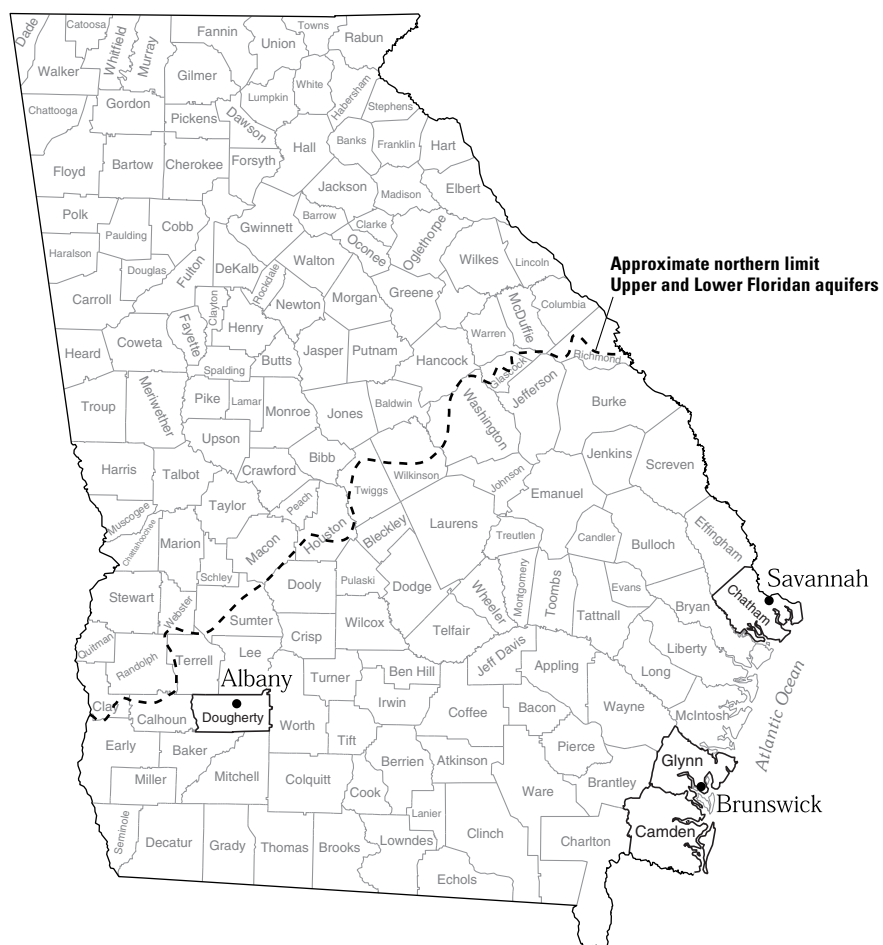 Dade
Catoosa
Whitfield
Murray
Fannin
Union
Towns
Rabun
Walker
Gilmer
White
Habersham
Lumpkin
Stephens
Chattooga
Gordon
Pickens
Dawson
Hall
Banks
Franklin
Hart
Floyd
Bartow
Cherokee
Forsyth
Jackson
Madison
Elbert
Polk
Paulding
Cobb
Gwinnett
Barrow
Clarke
Oconee
Oglethorpe
Haralson
Douglas
Fulton
DeKalb
Rockdale
Walton
Wilkes
Lincoln
Approximate northern limit
Upper and Lower Floridan aquifers
Carroll
Clayton
Fayette
Henry
Newton
Morgan
Greene
McDuffie
Columbia
Warren
Heard
Coweta
Spalding
Butts
Jasper
Putnam
Hancock
Glascock
Richmond
Troup
Meriwether
Pike
Lamar
Monroe
Jones
Baldwin
Washington
Jefferson
Burke
Upson
Harris
Talbot
Crawford
Bibb
Twiggs
Wilkinson
Johnson
Jenkins
Screven
Emanuel
Muscogee
Chattahoochee
Taylor
Peach
Houston
Bleckley
Laurens
Treutlen
Candler
Bulloch
Effingham
Marion
Macon
Schley
Dooly
Pulaski
Dodge
Wheeler
Montgomery
Toombs
Evans
Savannah
Chatham
Stewart
Webster
Sumter
Crisp
Wilcox
Telfair
Tattnall
Bryan
Liberty
Quitman
Randolph
Terrell
Lee
Turner
Ben Hill
Jeff Davis
Appling
Long
Albany
Clay
Calhoun
Dougherty
Worth
Irwin
Coffee
Bacon
Wayne
McIntosh
Atlantic Ocean
Early
Baker
Tift
Berrien
Atkinson
Pierce
Glynn
Miller
Mitchell
Colquitt
Cook
Ware
Brantley
Brunswick
Seminole
Decatur
Grady
Thomas
Brooks
Lanier
Lowndes
Clinch
Charlton
Camden
Echols